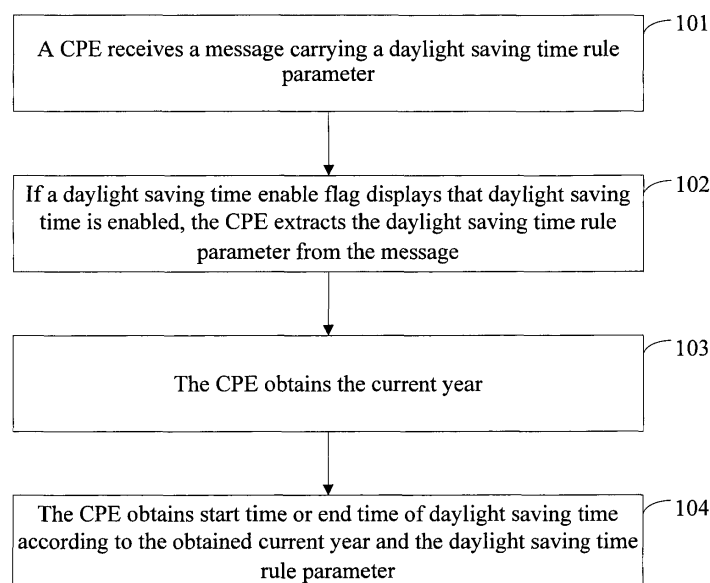 A CPE receives a message carrying a daylight saving time rule
parameter
101
If a daylight saving time enable flag displays that daylight saving
time is enabled, the CPE extracts the daylight saving time rule
parameter from the message
102
The CPE obtains the current year
103
The CPE obtains start time or end time of daylight saving time
according to the obtained current year and the daylight saving time
rule parameter
104